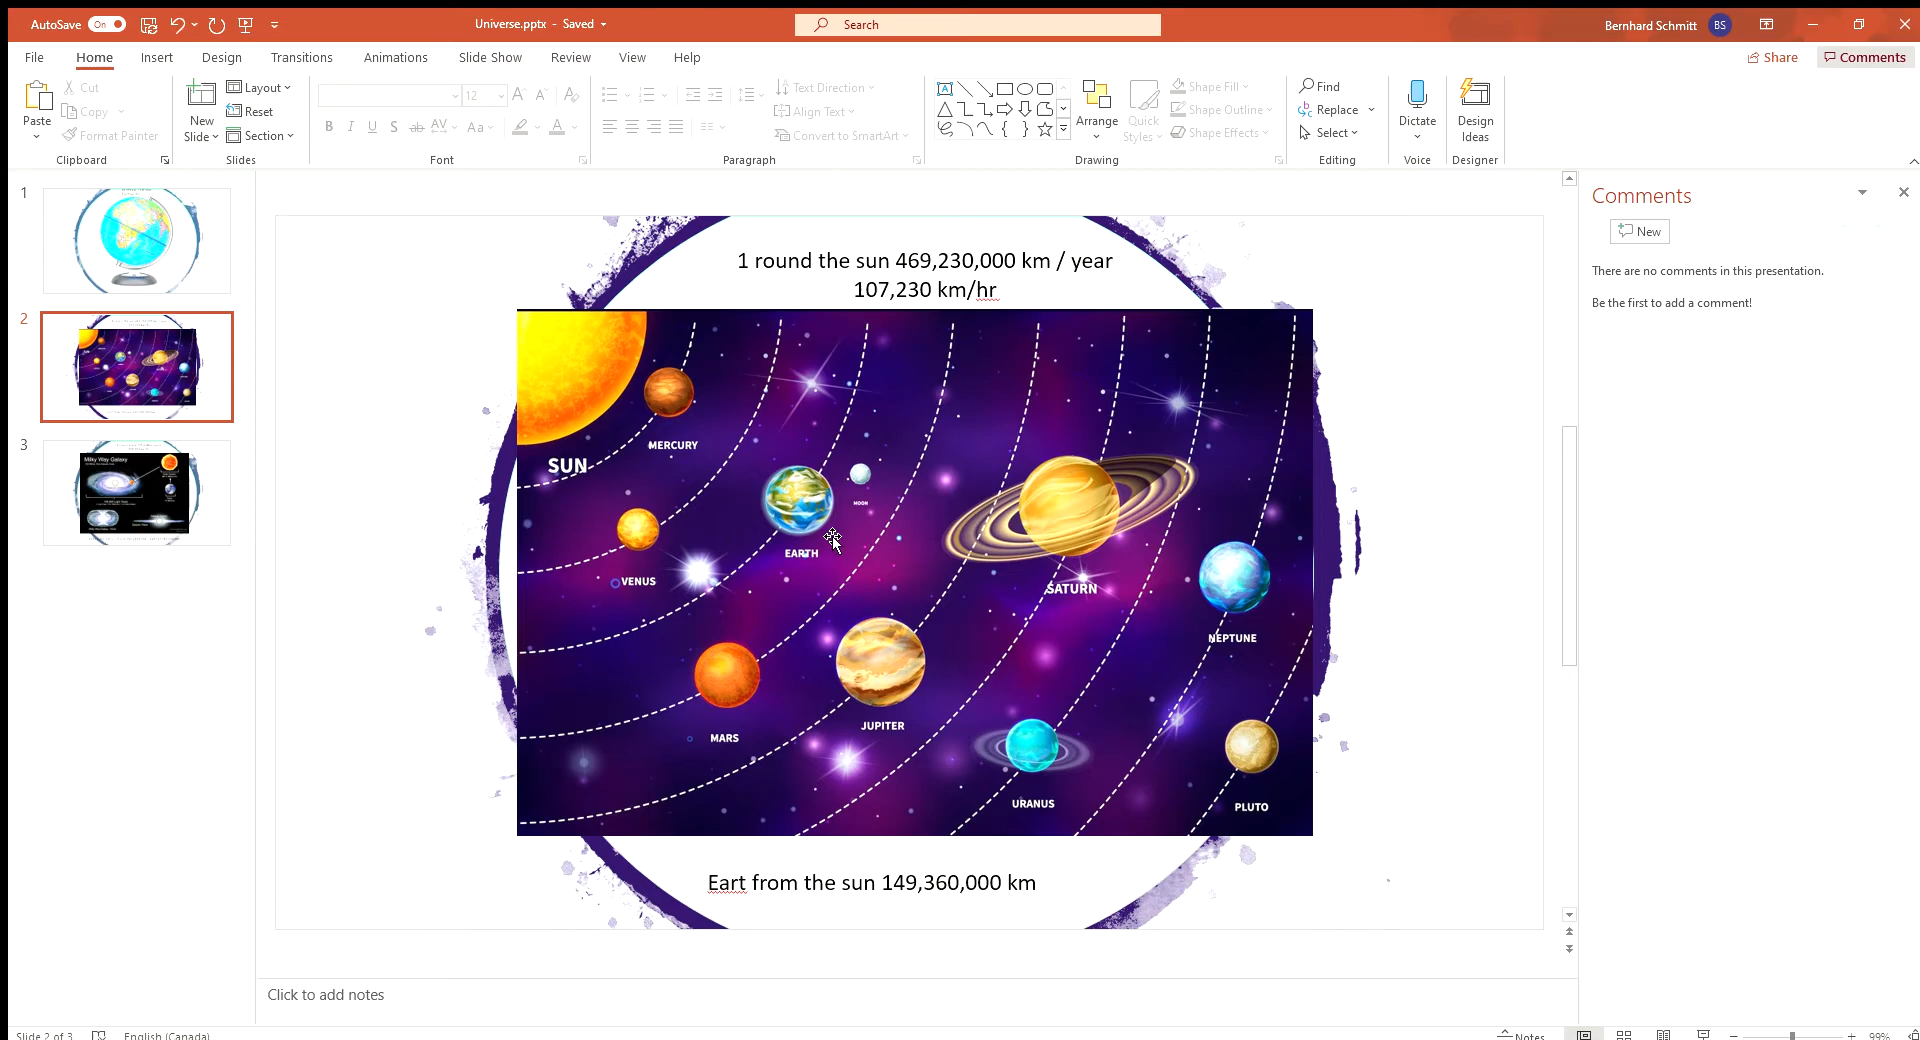 AutoSave On
Universe.pptx - Saved
Search
Bernhard Schmitt BS
File Home Insert Design Transitions Animations Slide Show Review View Help
Share Comments
Paste
Cut
Copy
Format Painter
Clipboard
New
Slide
Layout
Reset
Section
Slides
12
Font
Text Direction
Align Text
Convert to SmartArt
Paragraph
Arrange
Quick
Styles
Shape Fill
Shape Outline
Shape Effects
Drawing
Find
Replace
Select
Editing
Dictate
Voice
Design
Ideas
Designer
1
2
3
Milky Way Galaxy
1 round the sun 469,230,000 km / year
107,230 km/hr
SUN
MERCURY
MOON
EARTH
VENUS
SATURN
NEPTUNE
MARS
JUPITER
URANUS
PLUTO
Eart from the sun 149,360,000 km
Comments
New
There are no comments in this presentation.
Be the first to add a comment!
Click to add notes
Slide 2 of 3 English (Canada)
Notes
99%